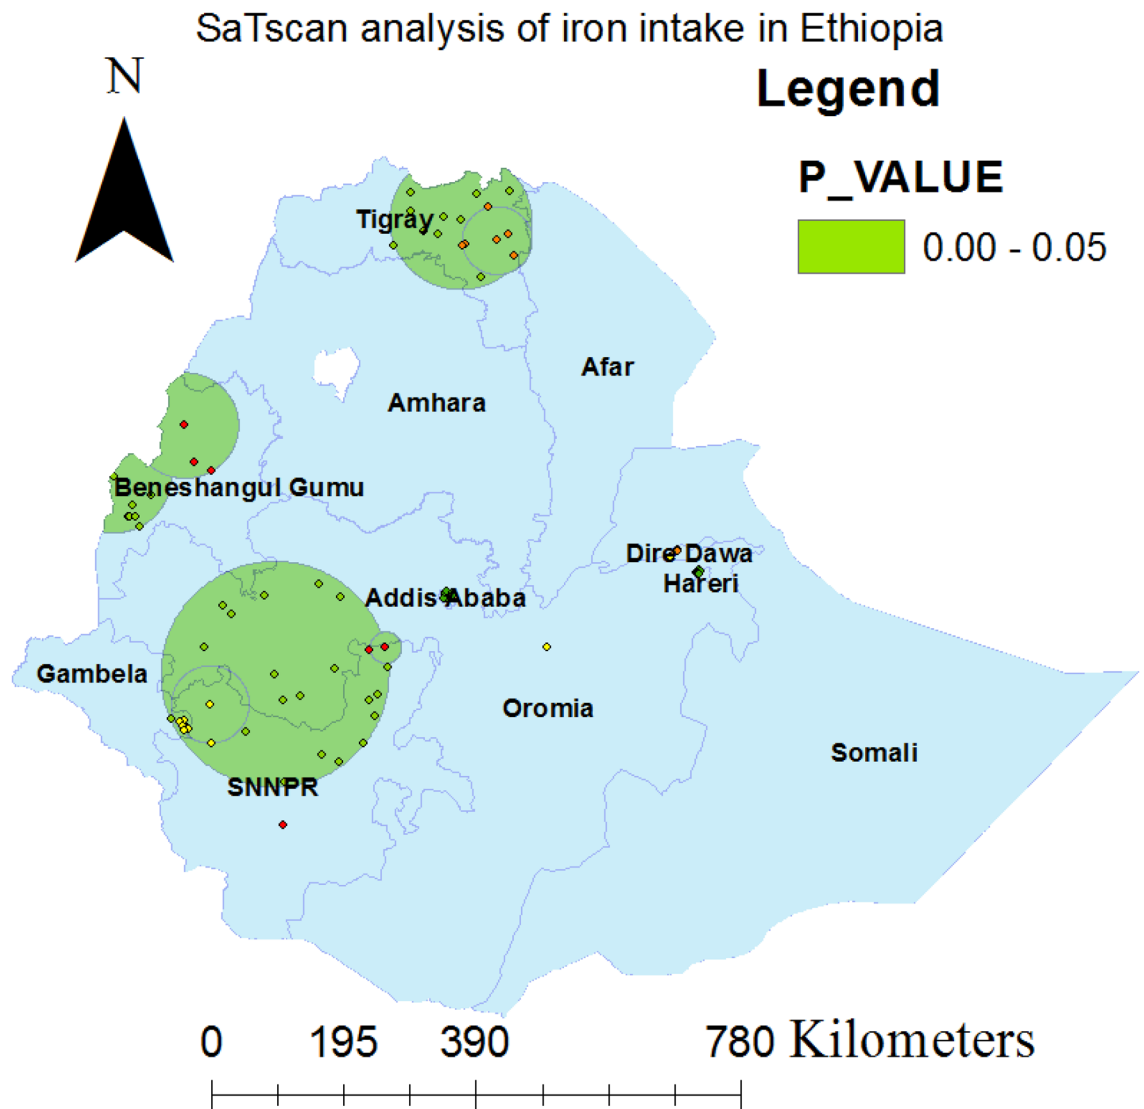 SaTscan analysis of iron intake in Ethiopia
N
Legend
P_VALUE
0.00 - 0.05
Tigray
Afar
Amhara
Beneshangul Gumu
Dire Dawa
Hareri
Addis Ababa
Gambela
Oromia
Somali
SNNPR
0 195 390 780 Kilometers